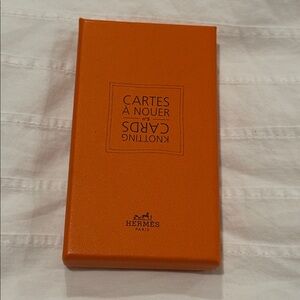 CARTES
À NOUER
KNOTTING
CARDS
HERMÈS
PARIS